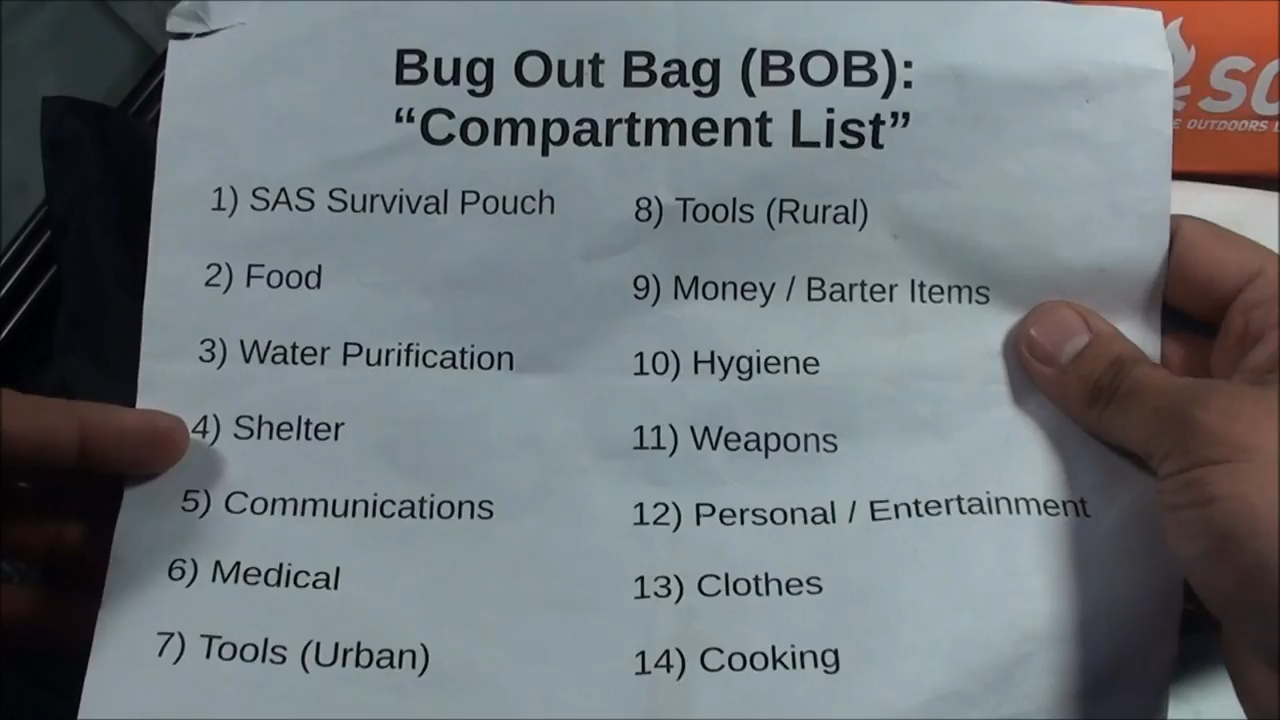 Bug Out Bag (BOB):
“Compartment List”
1) SAS Survival Pouch
2) Food
3) Water Purification
4) Shelter
5) Communications
6) Medical
7) Tools (Urban)
8) Tools (Rural)
9) Money / Barter Items
10) Hygiene
11) Weapons
12) Personal / Entertainment
13) Clothes
14) Cooking
OUTDOORS